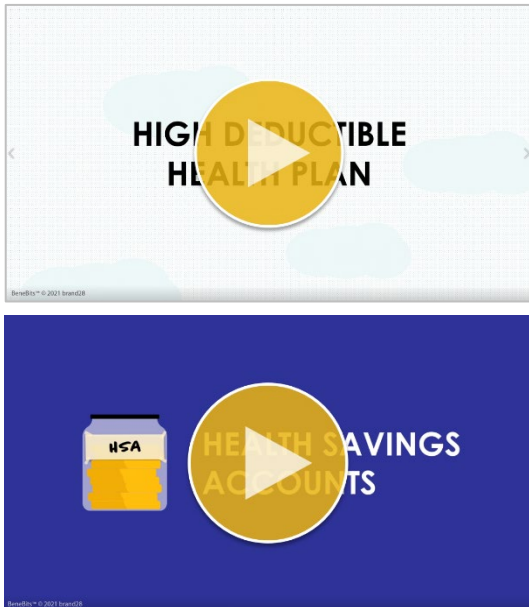 HIGH DEDUCTIBLE
HEALTH PLAN
BeneBits™ © 2021 brand28
HSA
HEALTH SAVINGS
ACCOUNTS
BeneBits™ © 2021 brand28